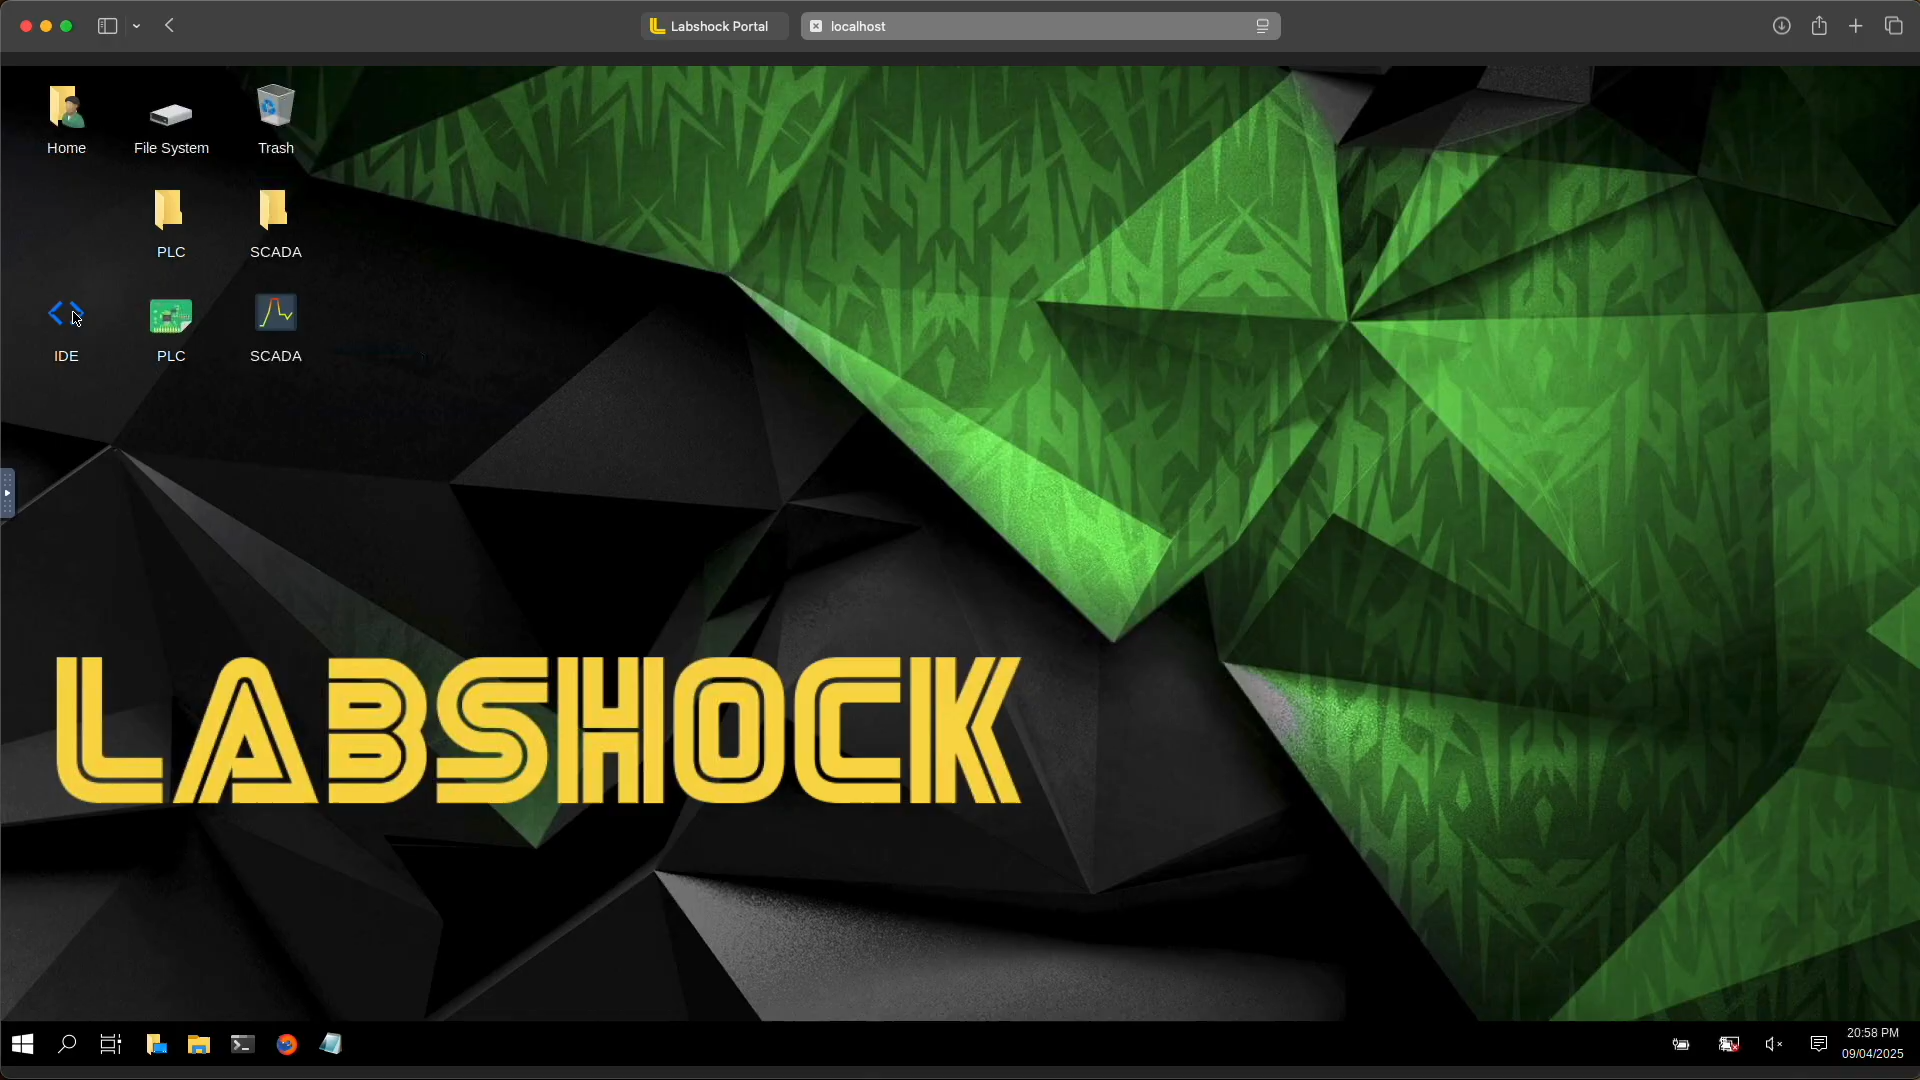 Labshock Portal
localhost
Home
File System
Trash
PLC
SCADA
IDE
PLC
SCADA
LABSHOCK
20:58 PM
09/04/2025